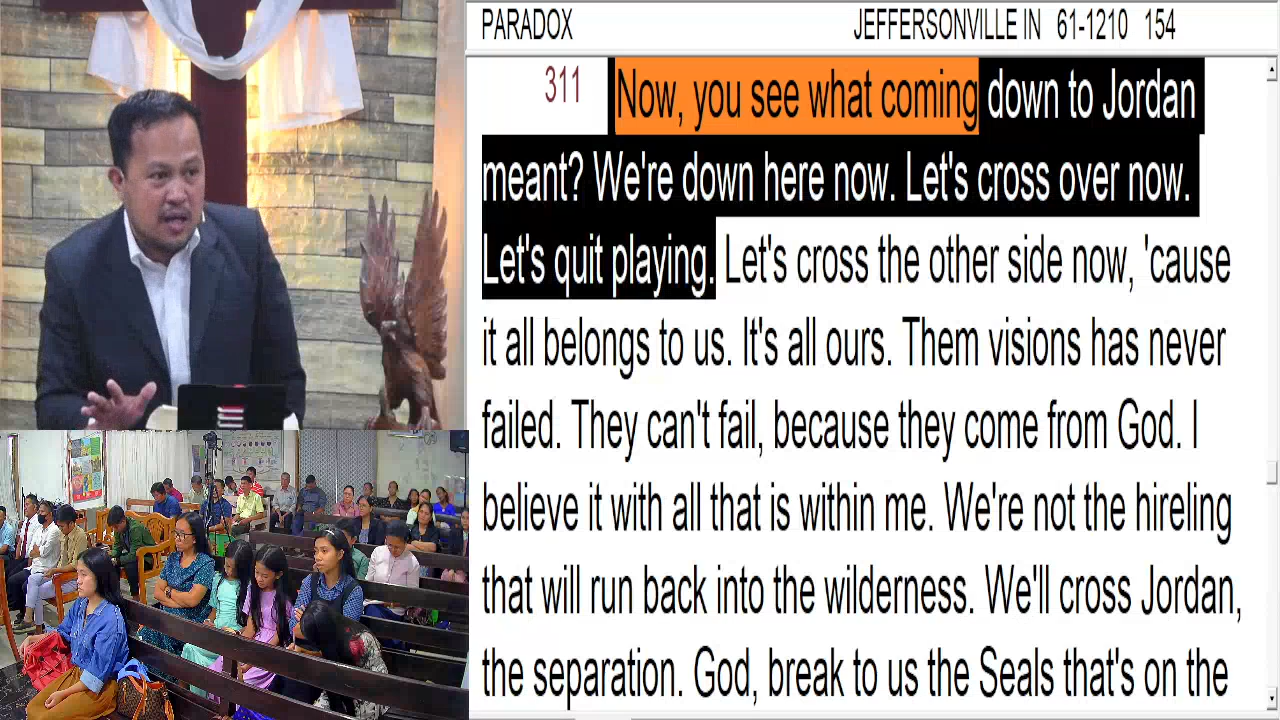 PARADOX JEFFERSONVILLE IN 61-1210 154
311 Now, you see what coming down to Jordan
meant? We're down here now. Let's cross over now.
Let's quit playing. Let's cross the other side now, 'cause
it all belongs to us. It's all ours. Them visions has never
failed. They can't fail, because they come from God. I
believe it with all that is within me. We're not the hireling
that will run back into the wilderness. We'll cross Jordan,
the separation. God, break to us the Seals that's on the